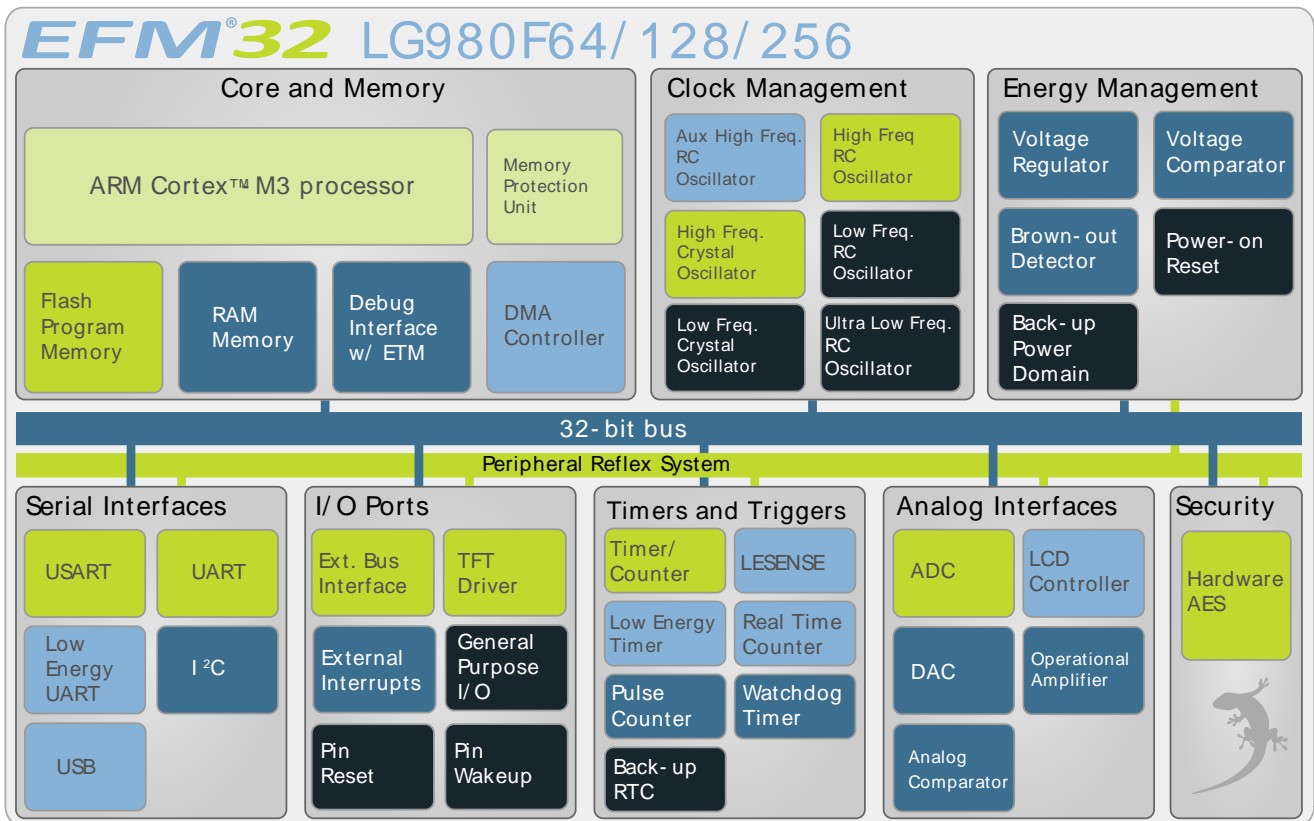 EFM®32 LG980F64/128/256
Core and Memory
ARM Cortex™ M3 processor
Memory
Protection
Unit
Flash
Program
Memory
RAM
Memory
Debug
Interface
w/ ETM
DMA
Controller
Clock Management
Aux High Freq.
RC
Oscillator
High Freq
RC
Oscillator
High Freq.
Crystal
Oscillator
Low Freq.
RC
Oscillator
Low Freq.
Crystal
Oscillator
Ultra Low Freq.
RC
Oscillator
Energy Management
Voltage
Regulator
Voltage
Comparator
Brown-out
Detector
Power-on
Reset
Back-up
Power
Domain
32-bit bus
Peripheral Reflex System
Serial Interfaces
USART
UART
Low
Energy
UART
I²C
USB
I/O Ports
Ext. Bus
Interface
TFT
Driver
External
Interrupts
General
Purpose
I/O
Pin
Reset
Pin
Wakeup
Timers and Triggers
Timer/
Counter
LESENSE
Low Energy
Timer
Real Time
Counter
Pulse
Counter
Watchdog
Timer
Back-up
RTC
Analog Interfaces
ADC
LCD
Controller
DAC
Operational
Amplifier
Analog
Comparator
Security
Hardware
AES